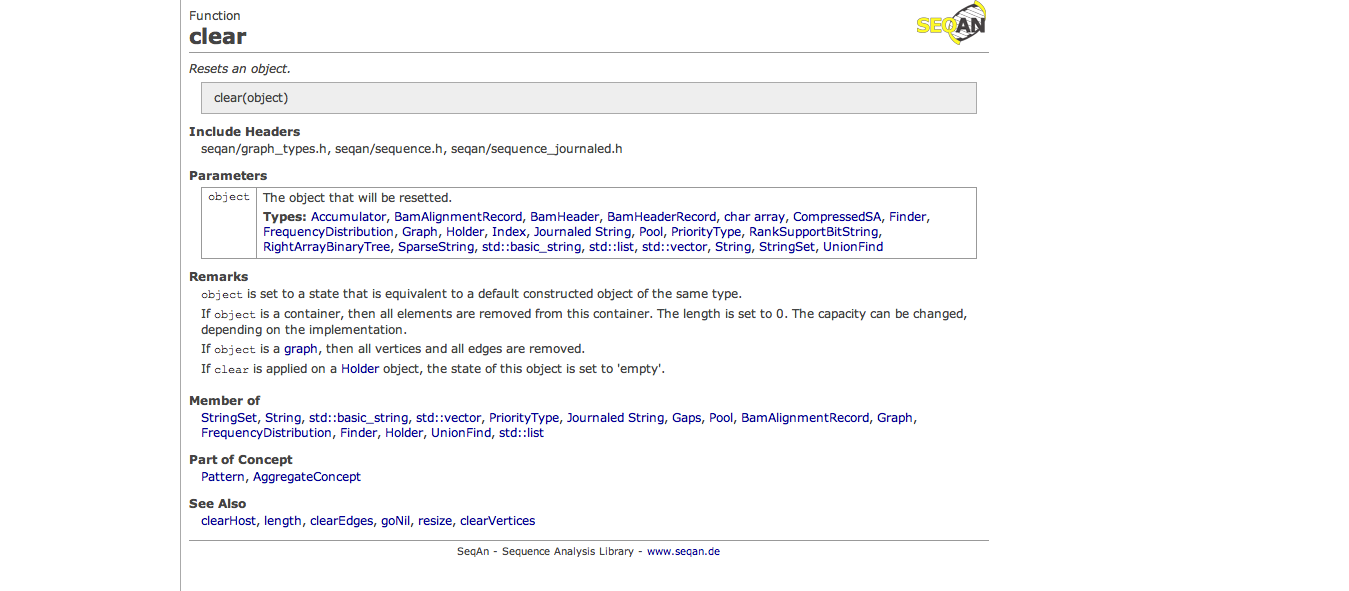 Function
clear
SEQAN
Resets an object.
clear(object)
Include Headers
seqan/graph_types.h, seqan/sequence.h, seqan/sequence_journaled.h
Parameters
object
The object that will be resetted.
Types: Accumulator, BamAlignmentRecord, BamHeader, BamHeaderRecord, char array, CompressedSA, Finder,
FrequencyDistribution, Graph, Holder, Index, Journaled String, Pool, PriorityType, RankSupportBitString,
RightArrayBinaryTree, SparseString, std::basic_string, std::list, std::vector, String, StringSet, UnionFind
Remarks
object is set to a state that is equivalent to a default constructed object of the same type.
If object is a container, then all elements are removed from this container. The length is set to 0. The capacity can be changed,
depending on the implementation.
If object is a graph, then all vertices and all edges are removed.
If clear is applied on a Holder object, the state of this object is set to 'empty'.
Member of
StringSet, String, std::basic_string, std::vector, PriorityType, Journaled String, Gaps, Pool, BamAlignmentRecord, Graph,
FrequencyDistribution, Finder, Holder, UnionFind, std::list
Part of Concept
Pattern, AggregateConcept
See Also
clearHost, length, clearEdges, goNil, resize, clearVertices
SeqAn - Sequence Analysis Library - www.seqan.de